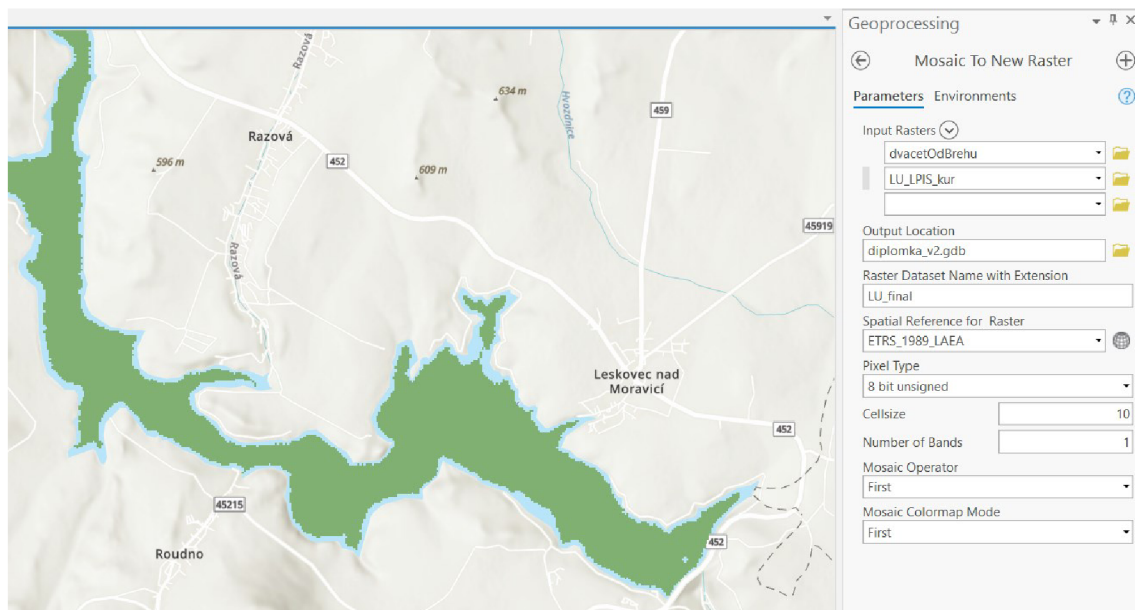 Razová
634 m
Hvozdnice
459
596 m
452
609 m
45919
Razová
Leskovec nad
Moravicí
452
45215
Roudno
452
Geoprocessing
Mosaic To New Raster
Parameters Environments
Input Rasters
dvacetOdBrehu
LU_LPIS_kur
Output Location
diplomka_v2.gdb
Raster Dataset Name with Extension
LU_final
Spatial Reference for Raster
ETRS_1989_LAEA
Pixel Type
8 bit unsigned
Cellsize 10
Number of Bands 1
Mosaic Operator
First
Mosaic Colormap Mode
First